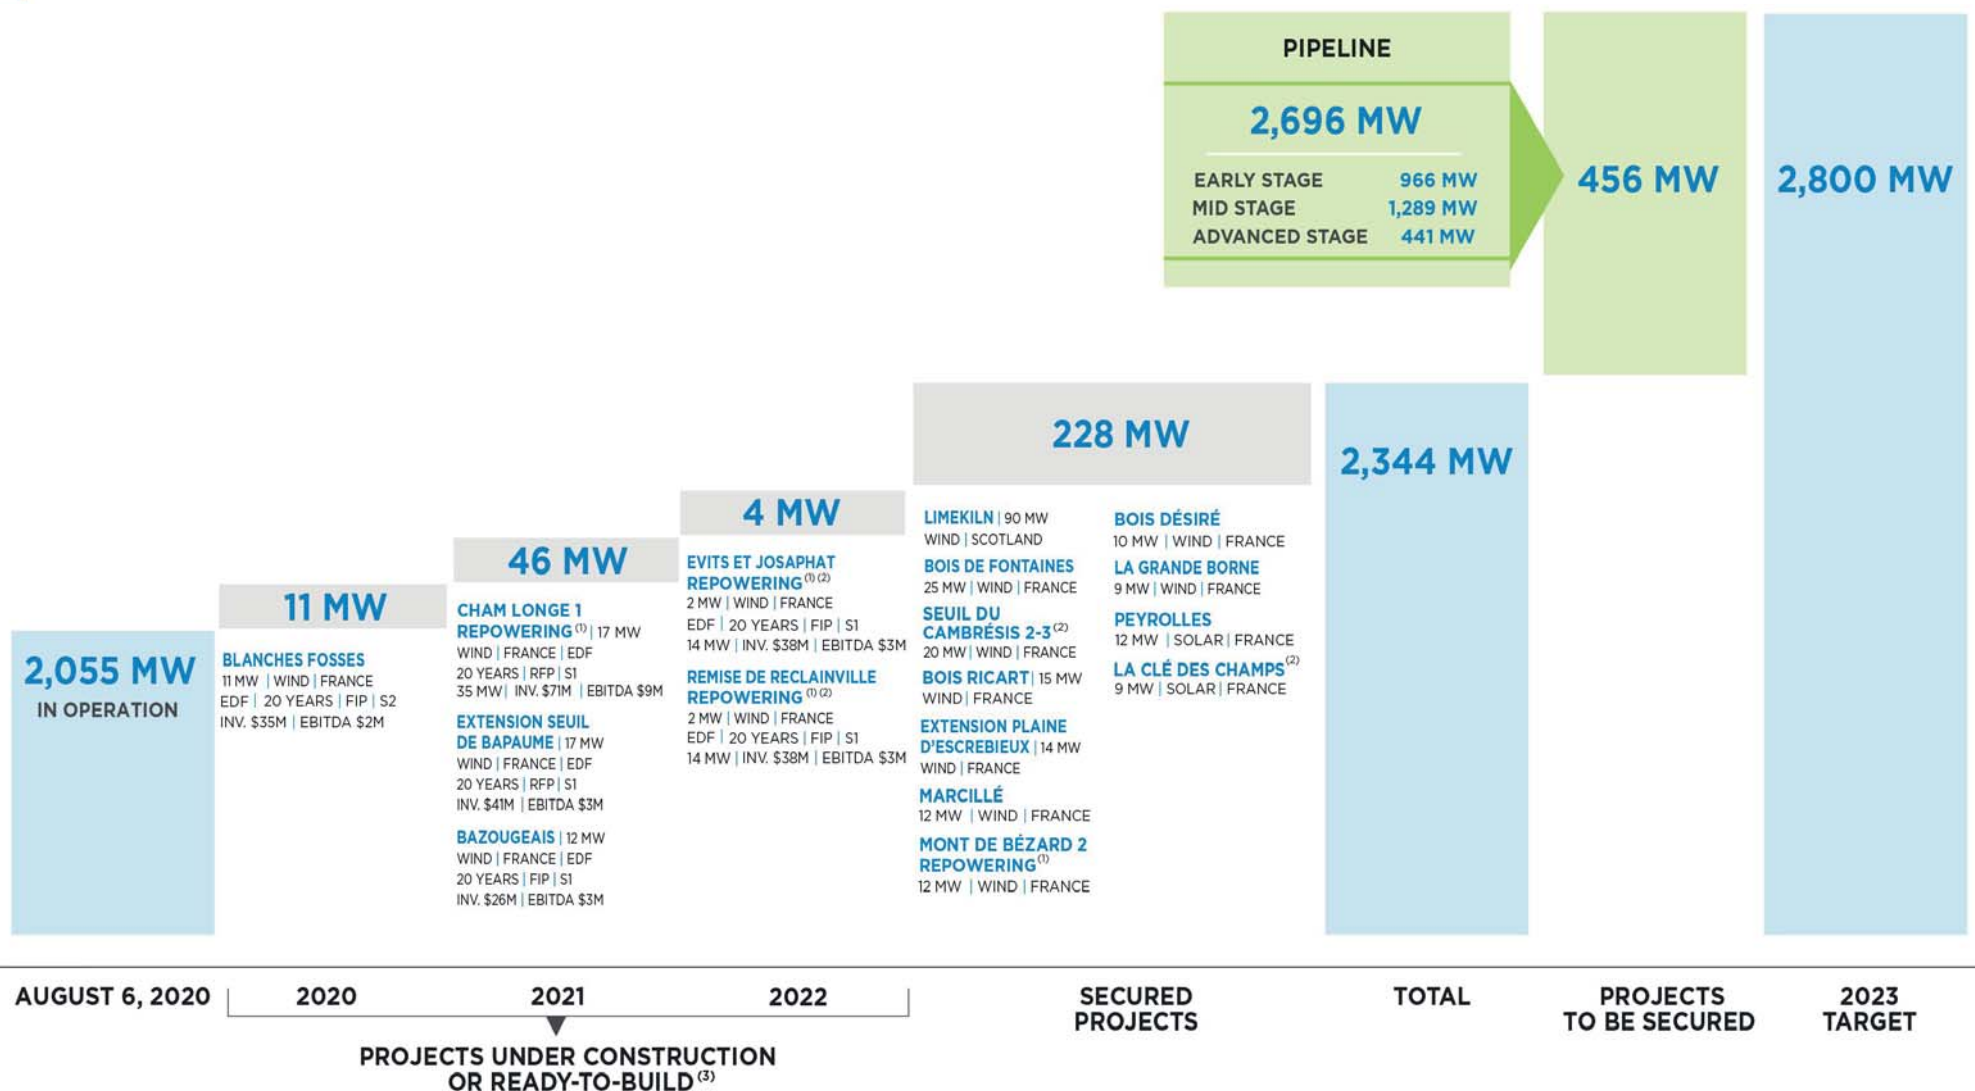 PIPELINE
2,696 MW
EARLY STAGE 966 MW
MID STAGE 1,289 MW
ADVANCED STAGE 441 MW
456 MW
2,800 MW
2,055 MW
IN OPERATION
11 MW
BLANCHES FOSSES
11 MW | WIND | FRANCE
EDF | 20 YEARS | FIP | S2
INV. $35M | EBITDA $2M
46 MW
CHAM LONGE 1
REPOWERING (1) | 17 MW
WIND | FRANCE | EDF
20 YEARS | RFP | S1
35 MW | INV. $71M | EBITDA $9M
EXTENSION SEUIL
DE BAPAUME | 17 MW
WIND | FRANCE | EDF
20 YEARS | RFP | S1
INV. $41M | EBITDA $3M
BAZOUGEAIS | 12 MW
WIND | FRANCE | EDF
20 YEARS | FIP | S1
INV. $26M | EBITDA $3M
4 MW
EVITS ET JOSAPHAT
REPOWERING (1) (2)
2 MW | WIND | FRANCE
EDF | 20 YEARS | FIP | S1
14 MW | INV. $38M | EBITDA $3M
REMISE DE RECLAINVILLE
REPOWERING (1) (2)
2 MW | WIND | FRANCE
EDF | 20 YEARS | FIP | S1
14 MW | INV. $38M | EBITDA $3M
228 MW
LIMEKILN | 90 MW
WIND | SCOTLAND
BOIS DE FONTAINES
25 MW | WIND | FRANCE
SEUIL DU
CAMBRÉSIS 2-3 (2)
20 MW | WIND | FRANCE
BOIS RICART | 15 MW
WIND | FRANCE
EXTENSION PLAINE
D'ESCREBIEUX | 14 MW
WIND | FRANCE
MARCILLÉ
12 MW | WIND | FRANCE
MONT DE BÉZARD 2
REPOWERING (1)
12 MW | WIND | FRANCE
BOIS DÉSIRÉ
10 MW | WIND | FRANCE
LA GRANDE BORNE
9 MW | WIND | FRANCE
PEYROLLES
12 MW | SOLAR | FRANCE
LA CLÉ DES CHAMPS (2)
9 MW | SOLAR | FRANCE
2,344 MW
AUGUST 6, 2020
2020
2021
2022
PROJECTS UNDER CONSTRUCTION
OR READY-TO-BUILD (3)
SECURED
PROJECTS
TOTAL
PROJECTS
TO BE SECURED
2023
TARGET